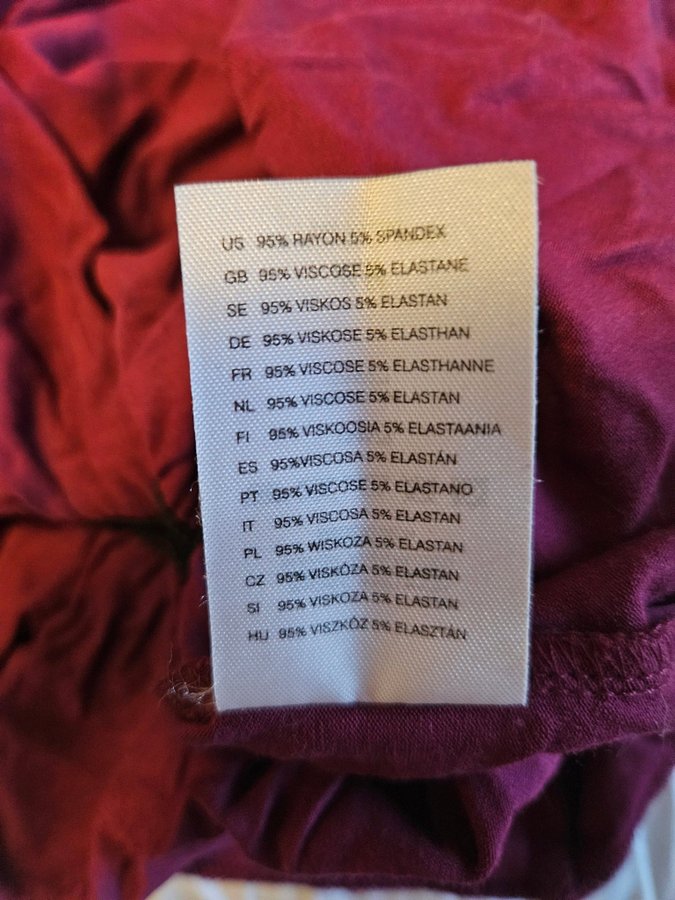 US 95% RAYON 5% SPANDEX
GB 95% VISCOSE 5% ELASTANE
SE 95% VISKOS 5% ELASTAN
DE 95% VISKOSE 5% ELASTHAN
FR 95% VISCOSE 5% ELASTHANNE
NL 95% VISCOSE 5% ELASTAN
FI 95% VISKOOSIA 5% ELASTAANIA
ES 95%VISCOSA 5% ELASTÁN
PT 95% VISCOSE 5% ELASTANO
IT 95% VISCOSA 5% ELASTAN
PL 95% WISKOZA 5% ELASTAN
CZ 95% VISKÓZA 5% ELASTAN
SI 95% VISKOZA 5% ELASTAN
HU 95% VISZKÓZ 5% ELASZTÁN